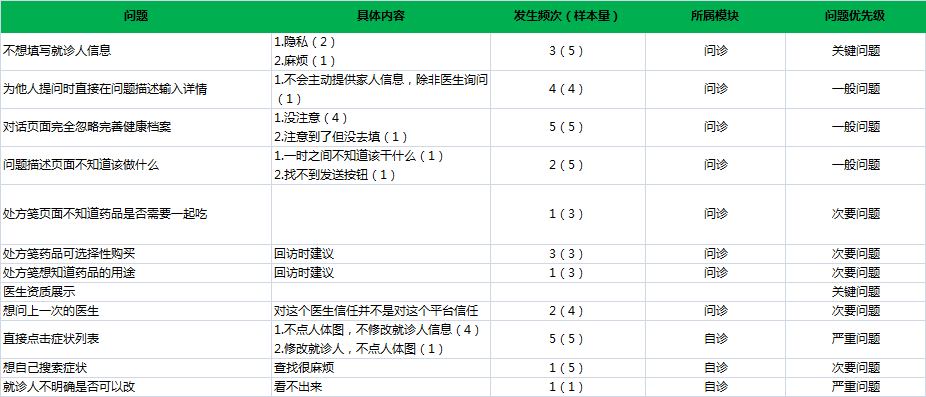 问题 具体内容 发生频次（样本量） 所属模块 问题优先级
不想填写就诊人信息 1.隐私（2） 3（5） 问诊 关键问题
2.麻烦（1）
为他人提问时直接在问题描述输入详情 1.不会主动提供家人信息，除非医生询问 4（4） 问诊 一般问题
（1）
对话页面完全忽略完善健康档案 1.没注意（4） 5（5） 问诊 一般问题
2.注意到了但没去填（1）
问题描述页面不知道该做什么 1.一时之间不知道该干什么（1） 2（5） 问诊 一般问题
2.找不到发送按钮（1）
处方笺页面不知道药品是否需要一起吃 1（3） 问诊 次要问题
处方笺药品可选择性购买 回访时建议 3（3） 问诊 次要问题
处方笺想知道药品的用途 回访时建议 1（3） 问诊 次要问题
医生资质展示 关键问题
想问上一次的医生 对这个医生信任并不是对这个平台信任 2（4） 问诊 次要问题
直接点击症状列表 1.不点人体图，不修改就诊人信息（4） 5（5） 自诊 严重问题
2.修改就诊人，不点人体图（1）
想自己搜索症状 查找很麻烦 1（5） 自诊 次要问题
就诊人不明确是否可以改 看不出来 1（1） 自诊 严重问题